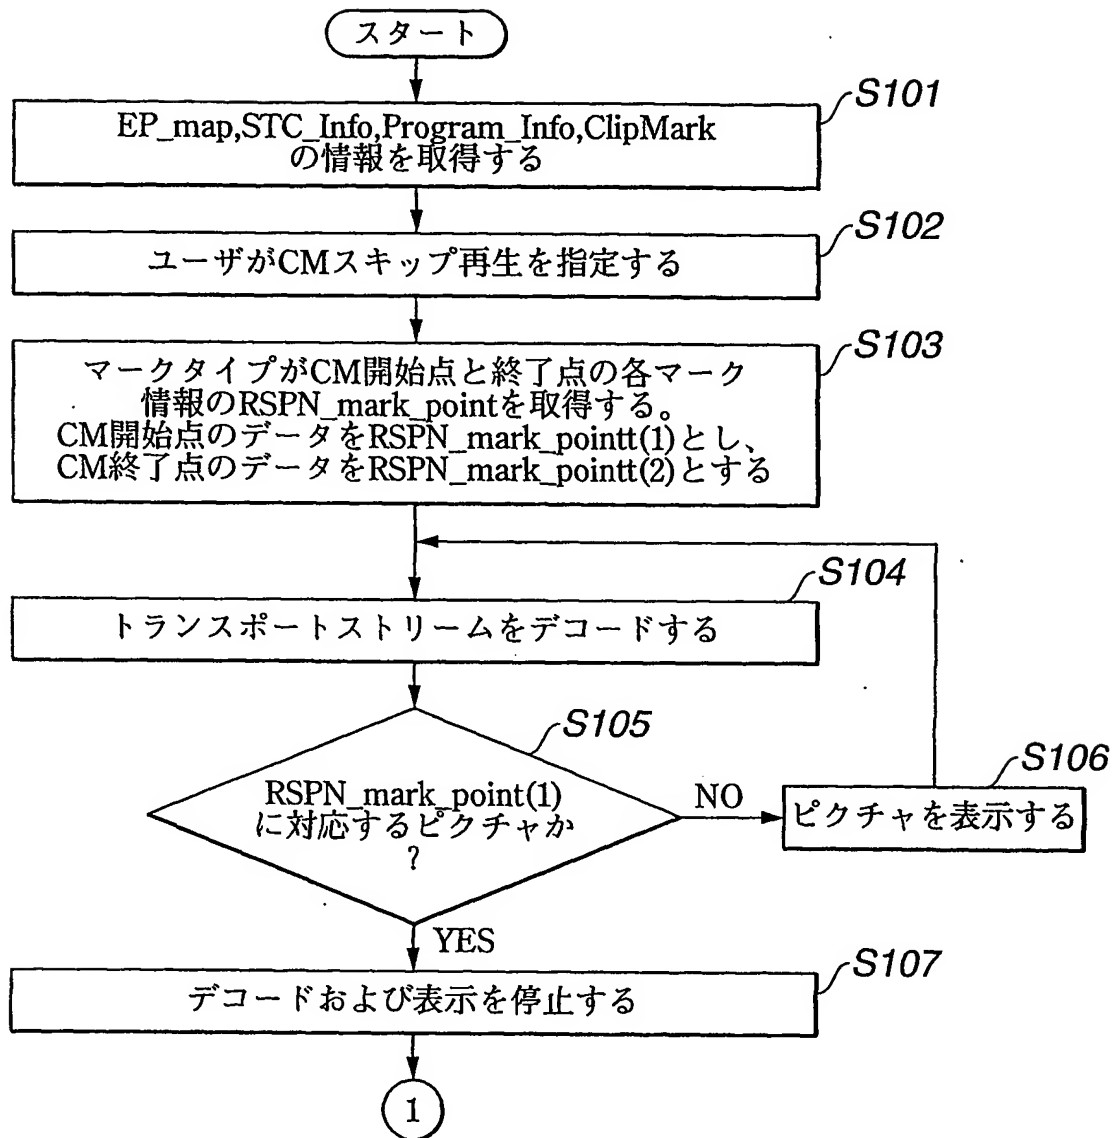 スタート
S101
EP_map,STC_Info,Program_Info,ClipMark
の情報を取得する
S102
ユーザがCMスキップ再生を指定する
S103
マークタイプがCM開始点と終了点の各マーク
情報のRSPN_mark_pointを取得する。
CM開始点のデータをRSPN_mark_pointt(1)とし、
CM終了点のデータをRSPN_mark_pointt(2)とする
S104
トランスポートストリームをデコードする
S105
RSPN_mark_point(1)
に対応するピクチャか
?
NO
S106
ピクチャを表示する
YES
S107
デコードおよび表示を停止する
1